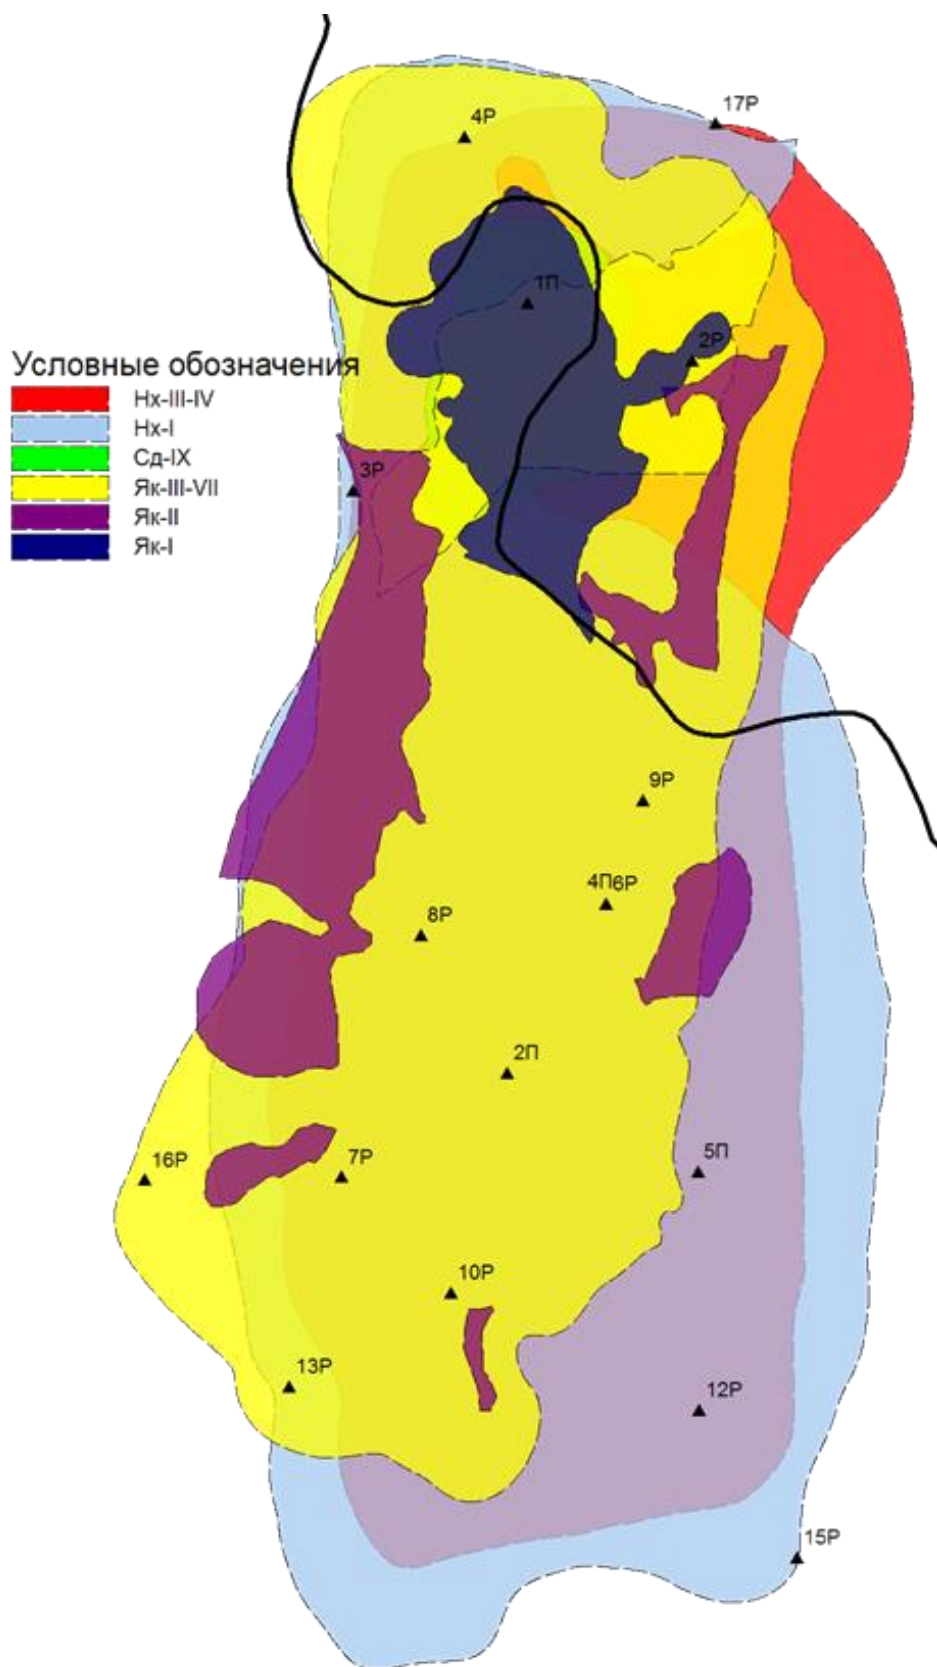 17Р
4Р
1П
2Р
Условные обозначения
Нх-III-IV
Нх-I
Сд-IX
Як-III-VII
Як-II
Як-I
3Р
9Р
4П6Р
8Р
2П
5П
16Р
7Р
10Р
13Р
12Р
15Р